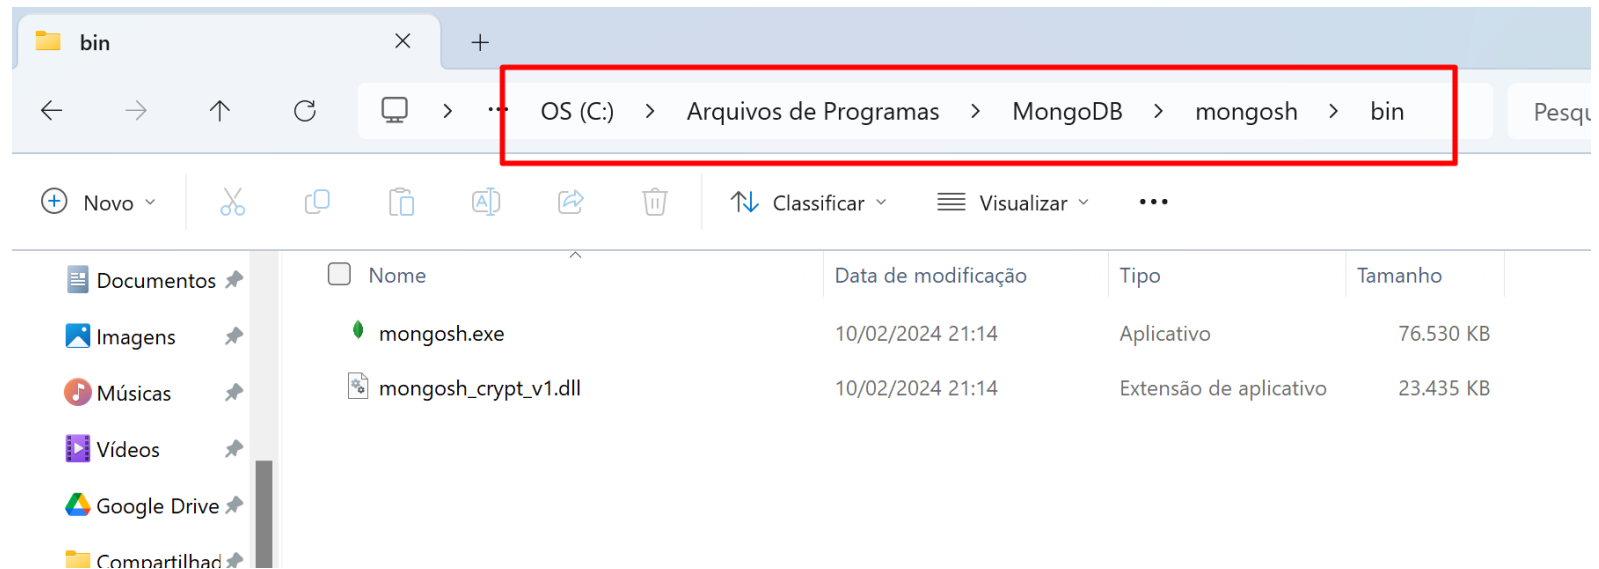 bin
OS (C:) > Arquivos de Programas > MongoDB > mongosh > bin
Novo
Classificar
Visualizar
Nome Data de modificação Tipo Tamanho
Documentos
Imagens
Músicas
Vídeos
Google Drive
Compartilhad
mongosh.exe 10/02/2024 21:14 Aplicativo 76.530 KB
mongosh_crypt_v1.dll 10/02/2024 21:14 Extensão de aplicativo 23.435 KB
Pesqu